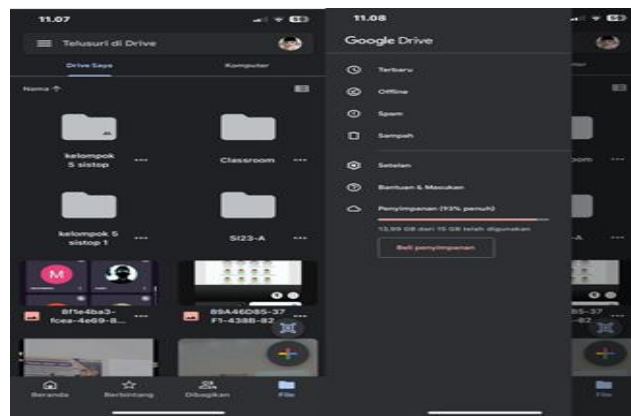 11.07
Telusuri di Drive
Drive Saya
Komputer
Nama ↑
kelompok
5 sistop
Classroom
kelompok 5
sistop 1
SI23-A
M
8f1e4ba3-
fcea-4e69-8...
89A46D85-37
F1-438B-82
Beranda
Berbintang
Dibagikan
File
11.08
Google Drive
Terbaru
Offline
Spam
Sampah
Setelan
Bantuan & Masukan
Penyimpanan (93% penuh)
13,99 GB dari 15 GB telah digunakan
Beli penyimpanan
File